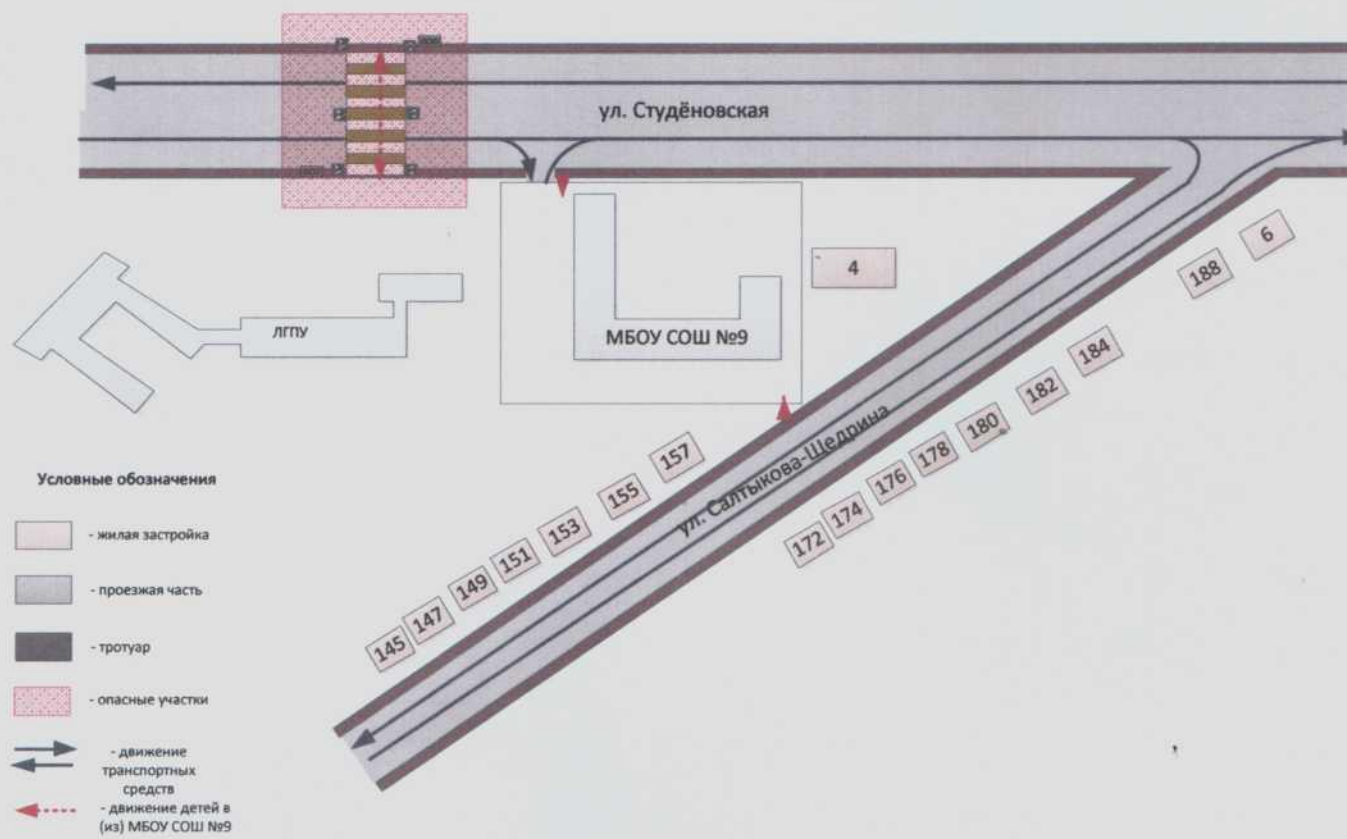 ул. Студёновская
6
188
4
ЛГПУ
МБОУ СОШ №9
184
182
180
178
176
174
172
ул. Салтыкова-Щедрина
157
155
153
151
149
147
145
Условные обозначения
- жилая застройка
- проезжая часть
- тротуар
- опасные участки
- движение
транспортных
средств
- движение детей в
(из) МБОУ СОШ №9